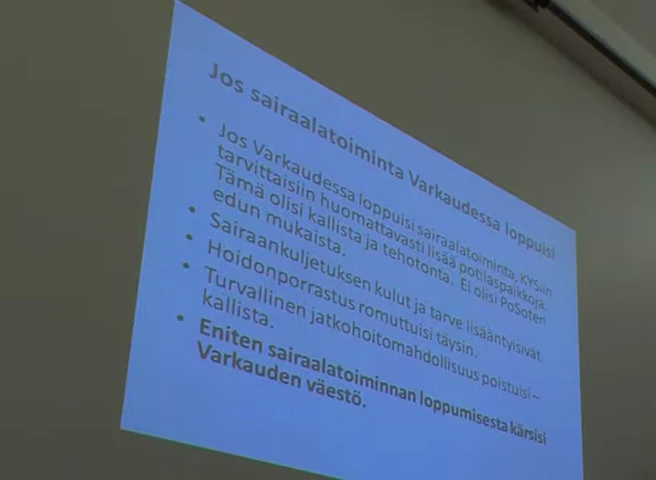 Jos sairaalatoiminta Varkaudessa loppuisi
• Jos Varkaudessa loppuisi sairaalatoiminta, KYSiin
tarvittaisiin huomattavasti lisää potilaspaikkoja.
Tämä olisi kallista ja tehotonta. Ei olisi PoSoten
edun mukaista.
• Sairaankuljetuksen kulut ja tarve lisääntyisivät.
• Hoidonporrastus romuttuisi täysin.
• Turvallinen jatkohoitomahdollisuus poistuisi –
kallista.
• Eniten sairaalatoiminnan loppumisesta kärsisi
Varkauden väestö.